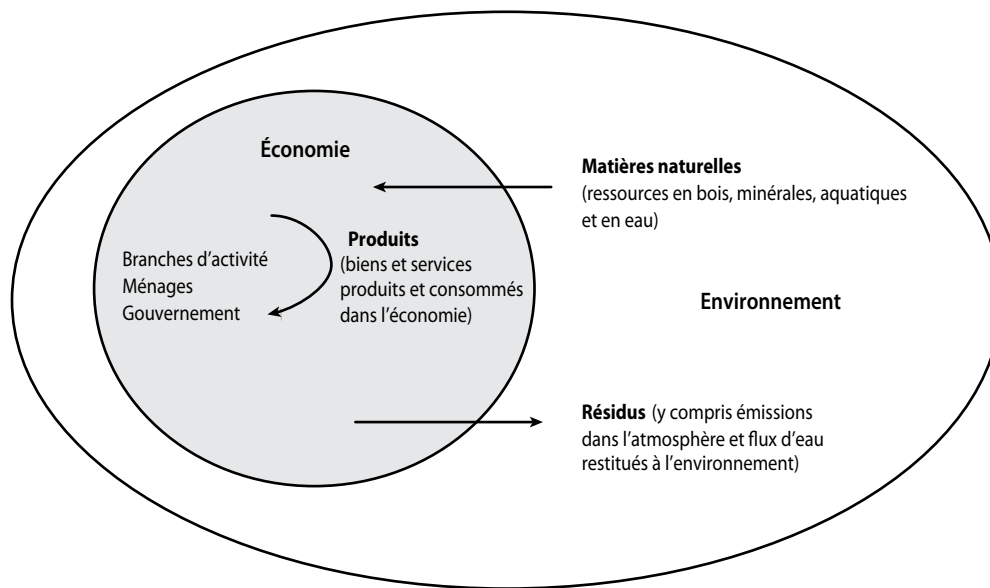 Économie
Matières naturelles
(ressources en bois, minérales, aquatiques
et en eau)
Branches d’activité
Ménages
Gouvernement
Produits
(biens et services
produits et consommés
dans l’économie)
Environnement
Résidus (y compris émissions
dans l’atmosphère et flux d’eau
restitués à l’environnement)